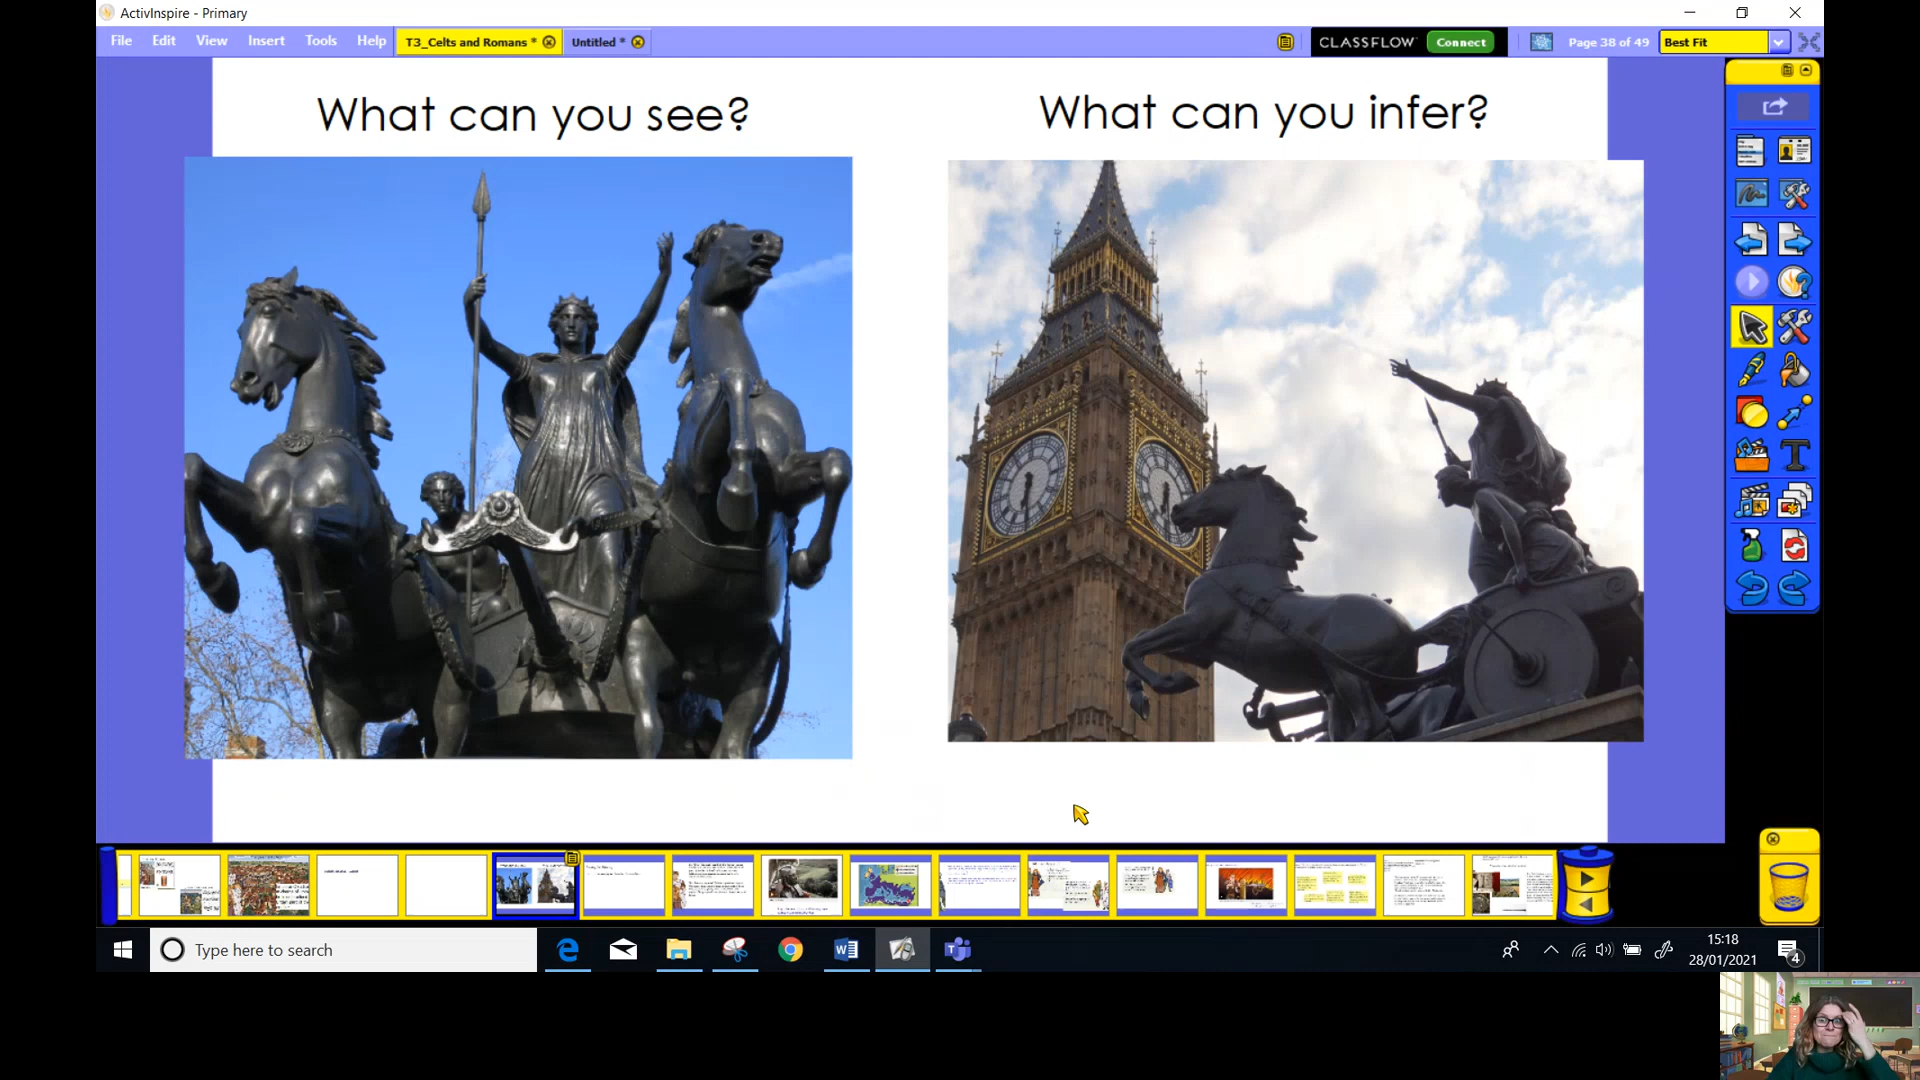 ActivInspire - Primary
File Edit View Insert Tools Help
T3_Celts and Romans *
Untitled *
CLASSFLOW Connect
Page 38 of 49
Best Fit
What can you see?
What can you infer?
Type here to search
15:18
28/01/2021
4